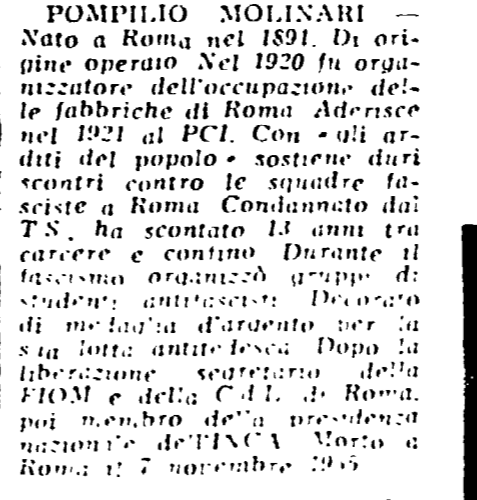 POMPILIO MOLINARI —
Nato a Roma nel 1891. Di ori-
gine operaio Nel 1920 fu orga-
nizzatore dell'occupazione del-
le fabbriche di Roma Aderisce
nel 1921 al PCI. Con « gli ar-
diti del popolo » sostiene duri
scontri contro le squadre fa-
sciste a Roma Condannato dal
T S. ha scontato 13 anni tra
carcere e confino Durante il
fascismo organizzò gruppi di
studenti antifascisti Decorato
di medaglia d'argento per la
sua lotta antitedesca Dopo la
liberazione segretario della
FIOM e della C d L di Roma.
poi membro della presidenza
nazionale dell'INCA Morto a
Roma il 7 novembre